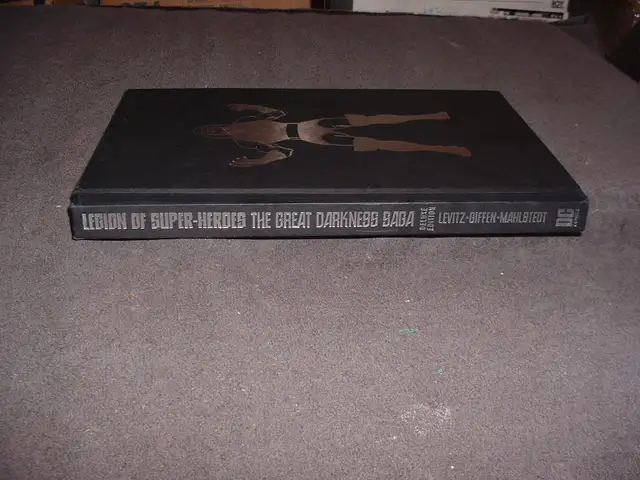 LEGION OF SUPER-HEROES THE GREAT DARKNESS SAGA
DELUXE
EDITION
LEVITZ·GIFFEN·MAHLSTEDT
DC